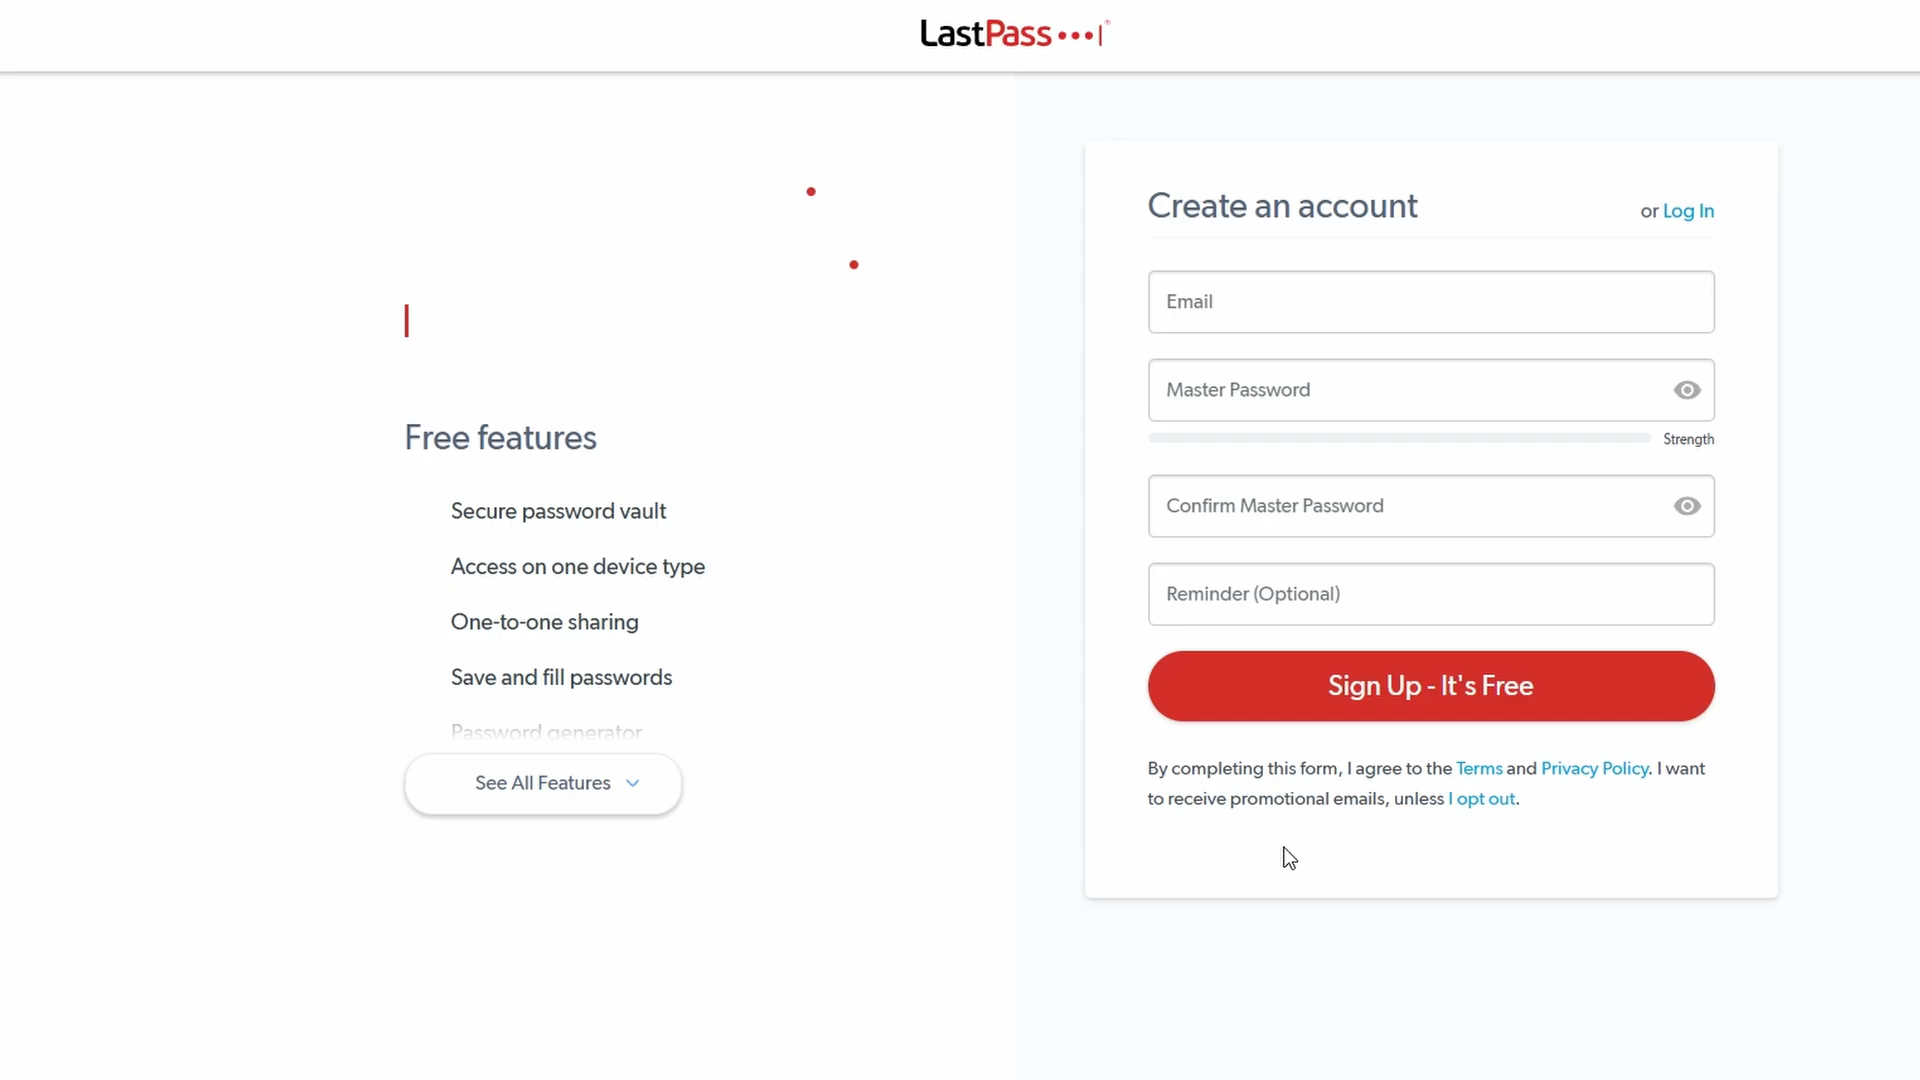 LastPass
Free features
Secure password vault
Access on one device type
One-to-one sharing
Save and fill passwords
Password generator
See All Features
Create an account
or Log In
Email
Master Password
Strength
Confirm Master Password
Reminder (Optional)
Sign Up - It's Free
By completing this form, I agree to the Terms and Privacy Policy. I want
to receive promotional emails, unless I opt out.